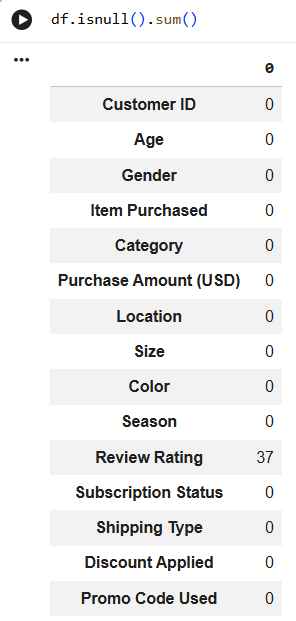 df.isnull().sum()
0
Customer ID 0
Age 0
Gender 0
Item Purchased 0
Category 0
Purchase Amount (USD) 0
Location 0
Size 0
Color 0
Season 0
Review Rating 37
Subscription Status 0
Shipping Type 0
Discount Applied 0
Promo Code Used 0